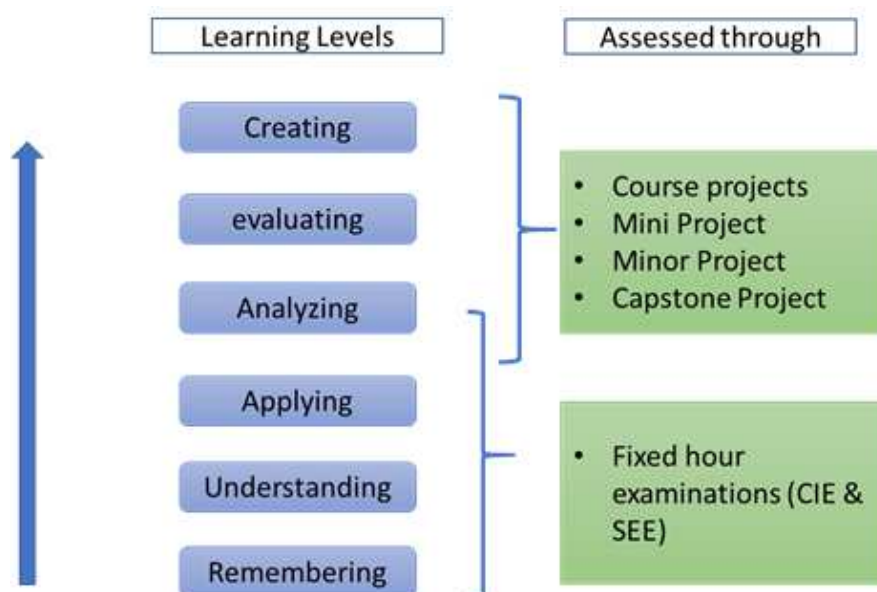 Learning Levels
Assessed through
Creating
evaluating
Analyzing
Applying
Understanding
Remembering
• Course projects
• Mini Project
• Minor Project
• Capstone Project
• Fixed hour
examinations (CIE &
SEE)